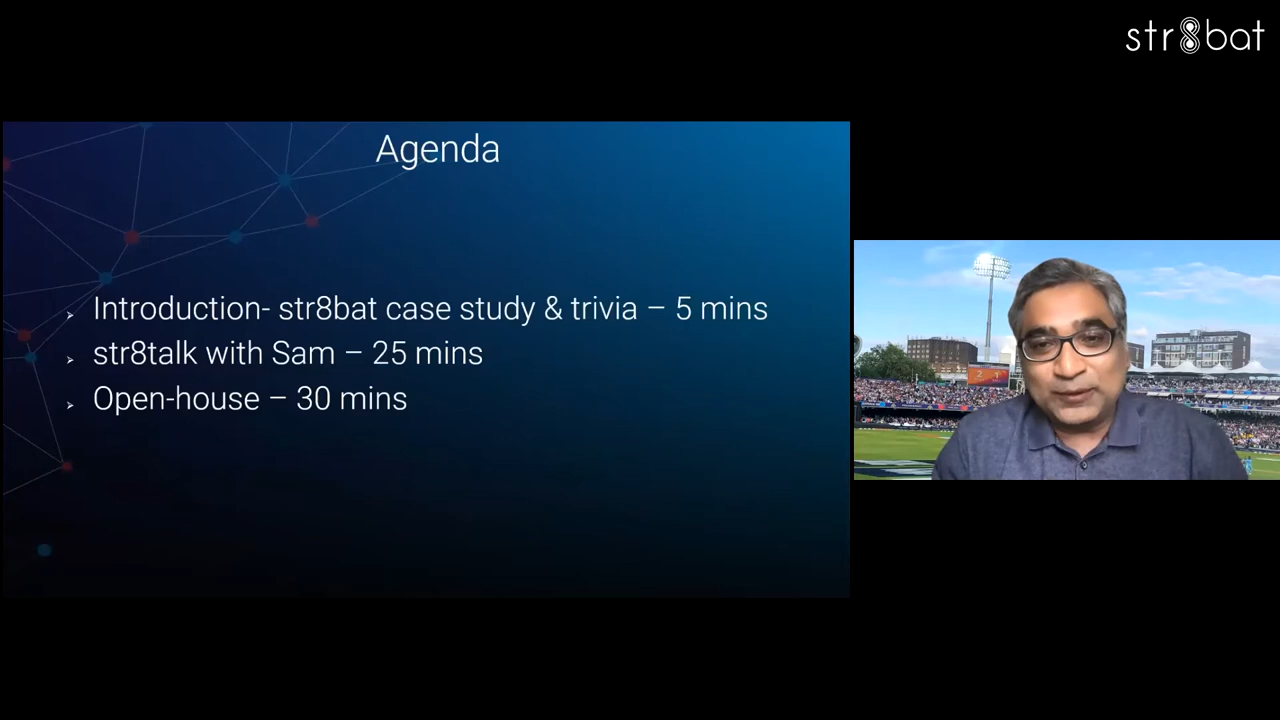 str8bat
Agenda
Introduction- str8bat case study & trivia – 5 mins
str8talk with Sam – 25 mins
Open-house – 30 mins